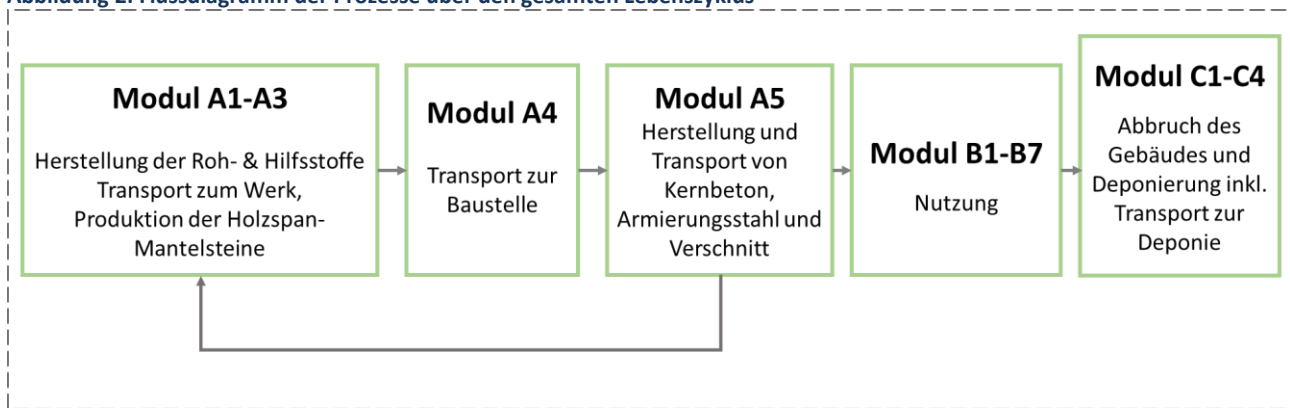 Abbildung 2: Flussdiagramm der Prozesse über den gesamten Lebenszyklus
Modul A1-A3
Herstellung der Roh- & Hilfsstoffe
Transport zum Werk,
Produktion der Holzspan-
Mantelsteine
Modul A4
Transport zur
Baustelle
Modul A5
Herstellung und
Transport von
Kernbeton,
Armierungsstahl und
Verschnitt
Modul B1-B7
Nutzung
Modul C1-C4
Abbruch des
Gebäudes und
Deponierung inkl.
Transport zur
Deponie